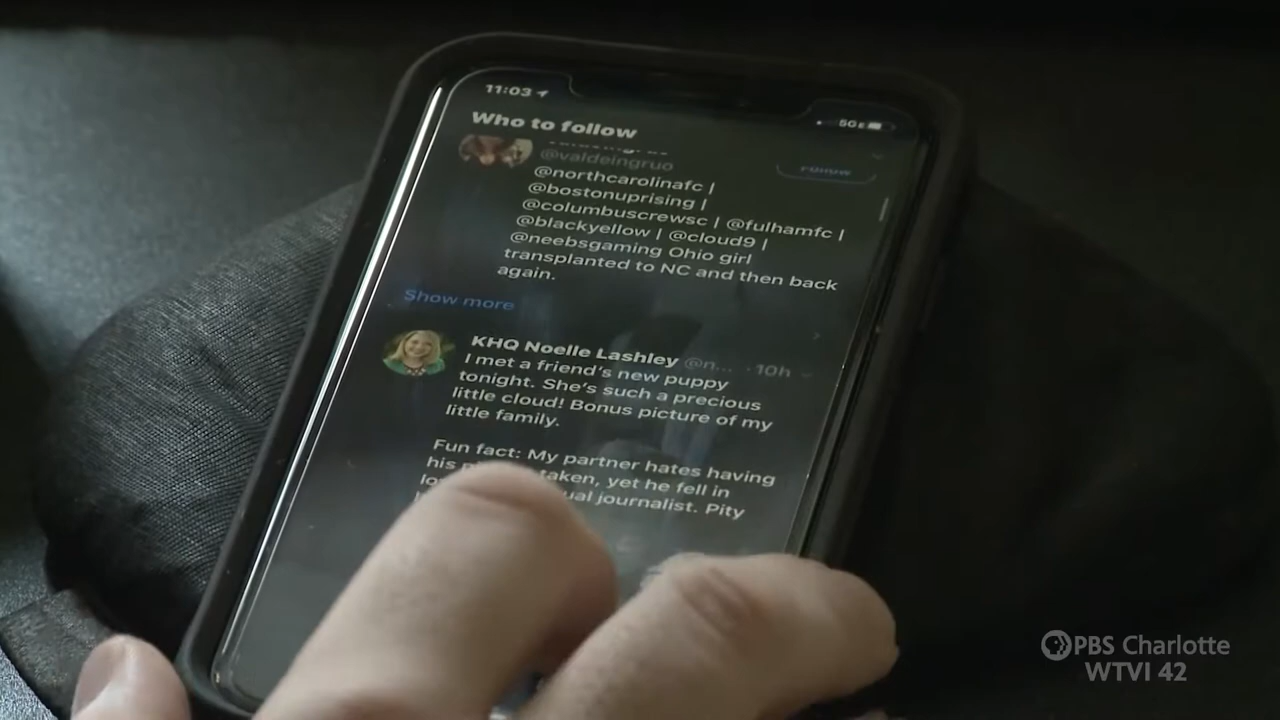 11:03
5GE
Who to follow
@valdeingruo
Follow
@northcarolinafc |
@bostonuprising |
@columbuscrewsc | @fulhamfc |
@blackyellow | @cloud9 |
@neebsgaming Ohio girl
transplanted to NC and then back
again.
Show more
KHQ Noelle Lashley @n... · 10h
I met a friend's new puppy
tonight. She's such a precious
little cloud! Bonus picture of my
little family.
Fun fact: My partner hates having
his taken, yet he fell in
journalist. Pity
PBS Charlotte
WTVI 42